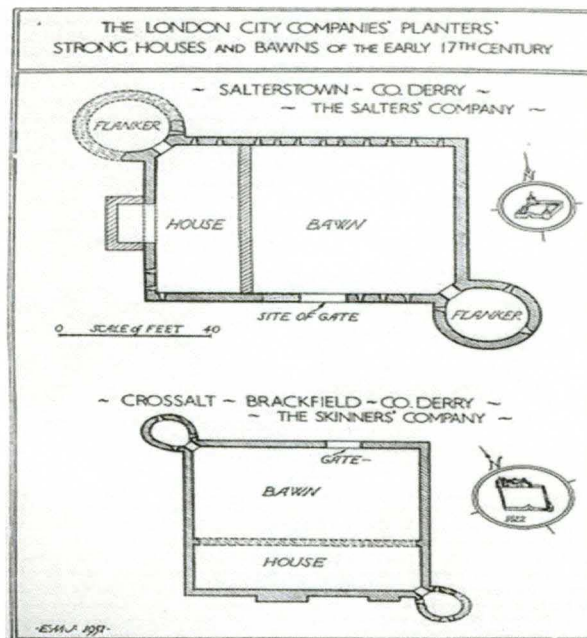 THE LONDON CITY COMPANIES' PLANTERS'
STRONG HOUSES AND BAWNS OF THE EARLY 17TH CENTURY
~ SALTERSTOWN ~ CO. DERRY ~
~ THE SALTERS' COMPANY ~
FLANKER
N
HOUSE
BAWN
SITE OF GATE
FLANKER
0 SCALE of FEET 40
~ CROSSALT ~ BRACKFIELD ~ CO. DERRY ~
~ THE SKINNERS' COMPANY ~
GATE
N
BAWN
1622
HOUSE
·E.M.J· 1951·